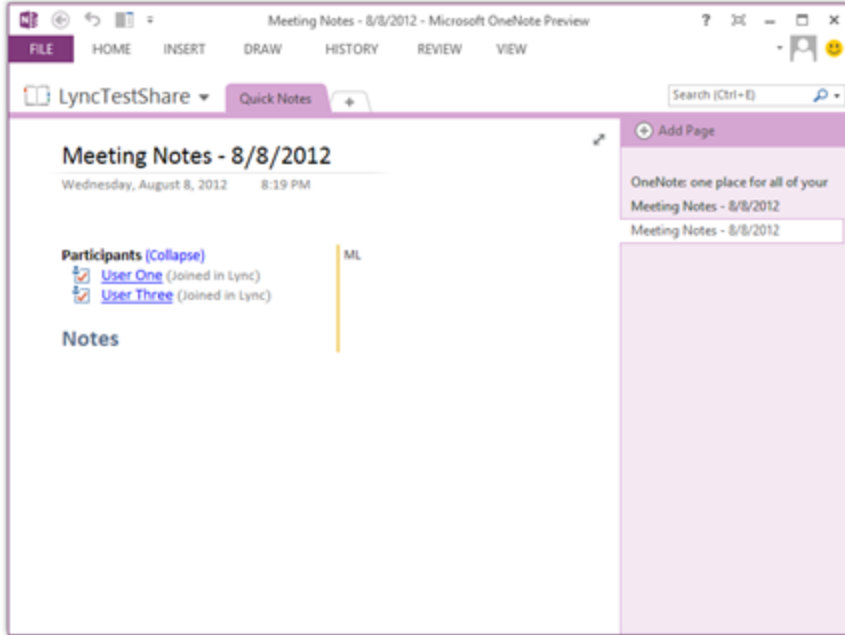 Meeting Notes - 8/8/2012 - Microsoft OneNote Preview
?
FILE HOME INSERT DRAW HISTORY REVIEW VIEW
LyncTestShare Quick Notes + Search (Ctrl+E)
Add Page
Meeting Notes - 8/8/2012
Wednesday, August 8, 2012 8:19 PM
OneNote: one place for all of your
Meeting Notes - 8/8/2012
Meeting Notes - 8/8/2012
Participants (Collapse) ML
User One (Joined in Lync)
User Three (Joined in Lync)
Notes